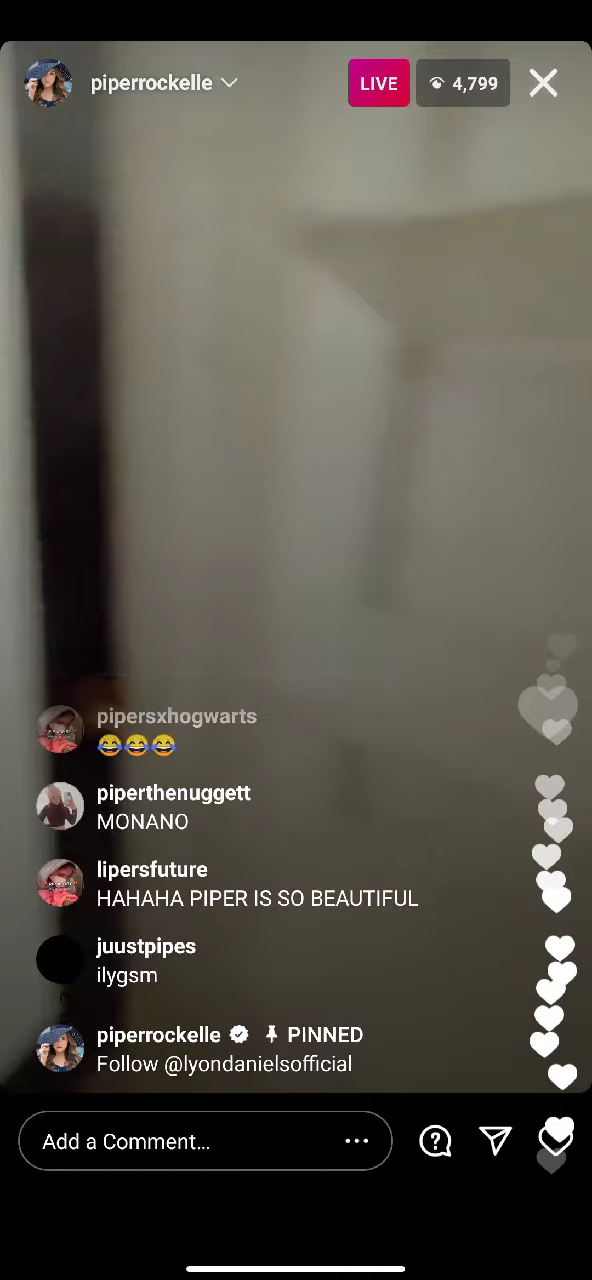 piperrockelle
LIVE
4,799
pipersxhogwarts
😂😂😂
piperthenuggett
MONANO
lipersfuture
HAHAHA PIPER IS SO BEAUTIFUL
juustpipes
ilygsm
piperrockelle PINNED
Follow @lyondanielsofficial
Add a Comment...